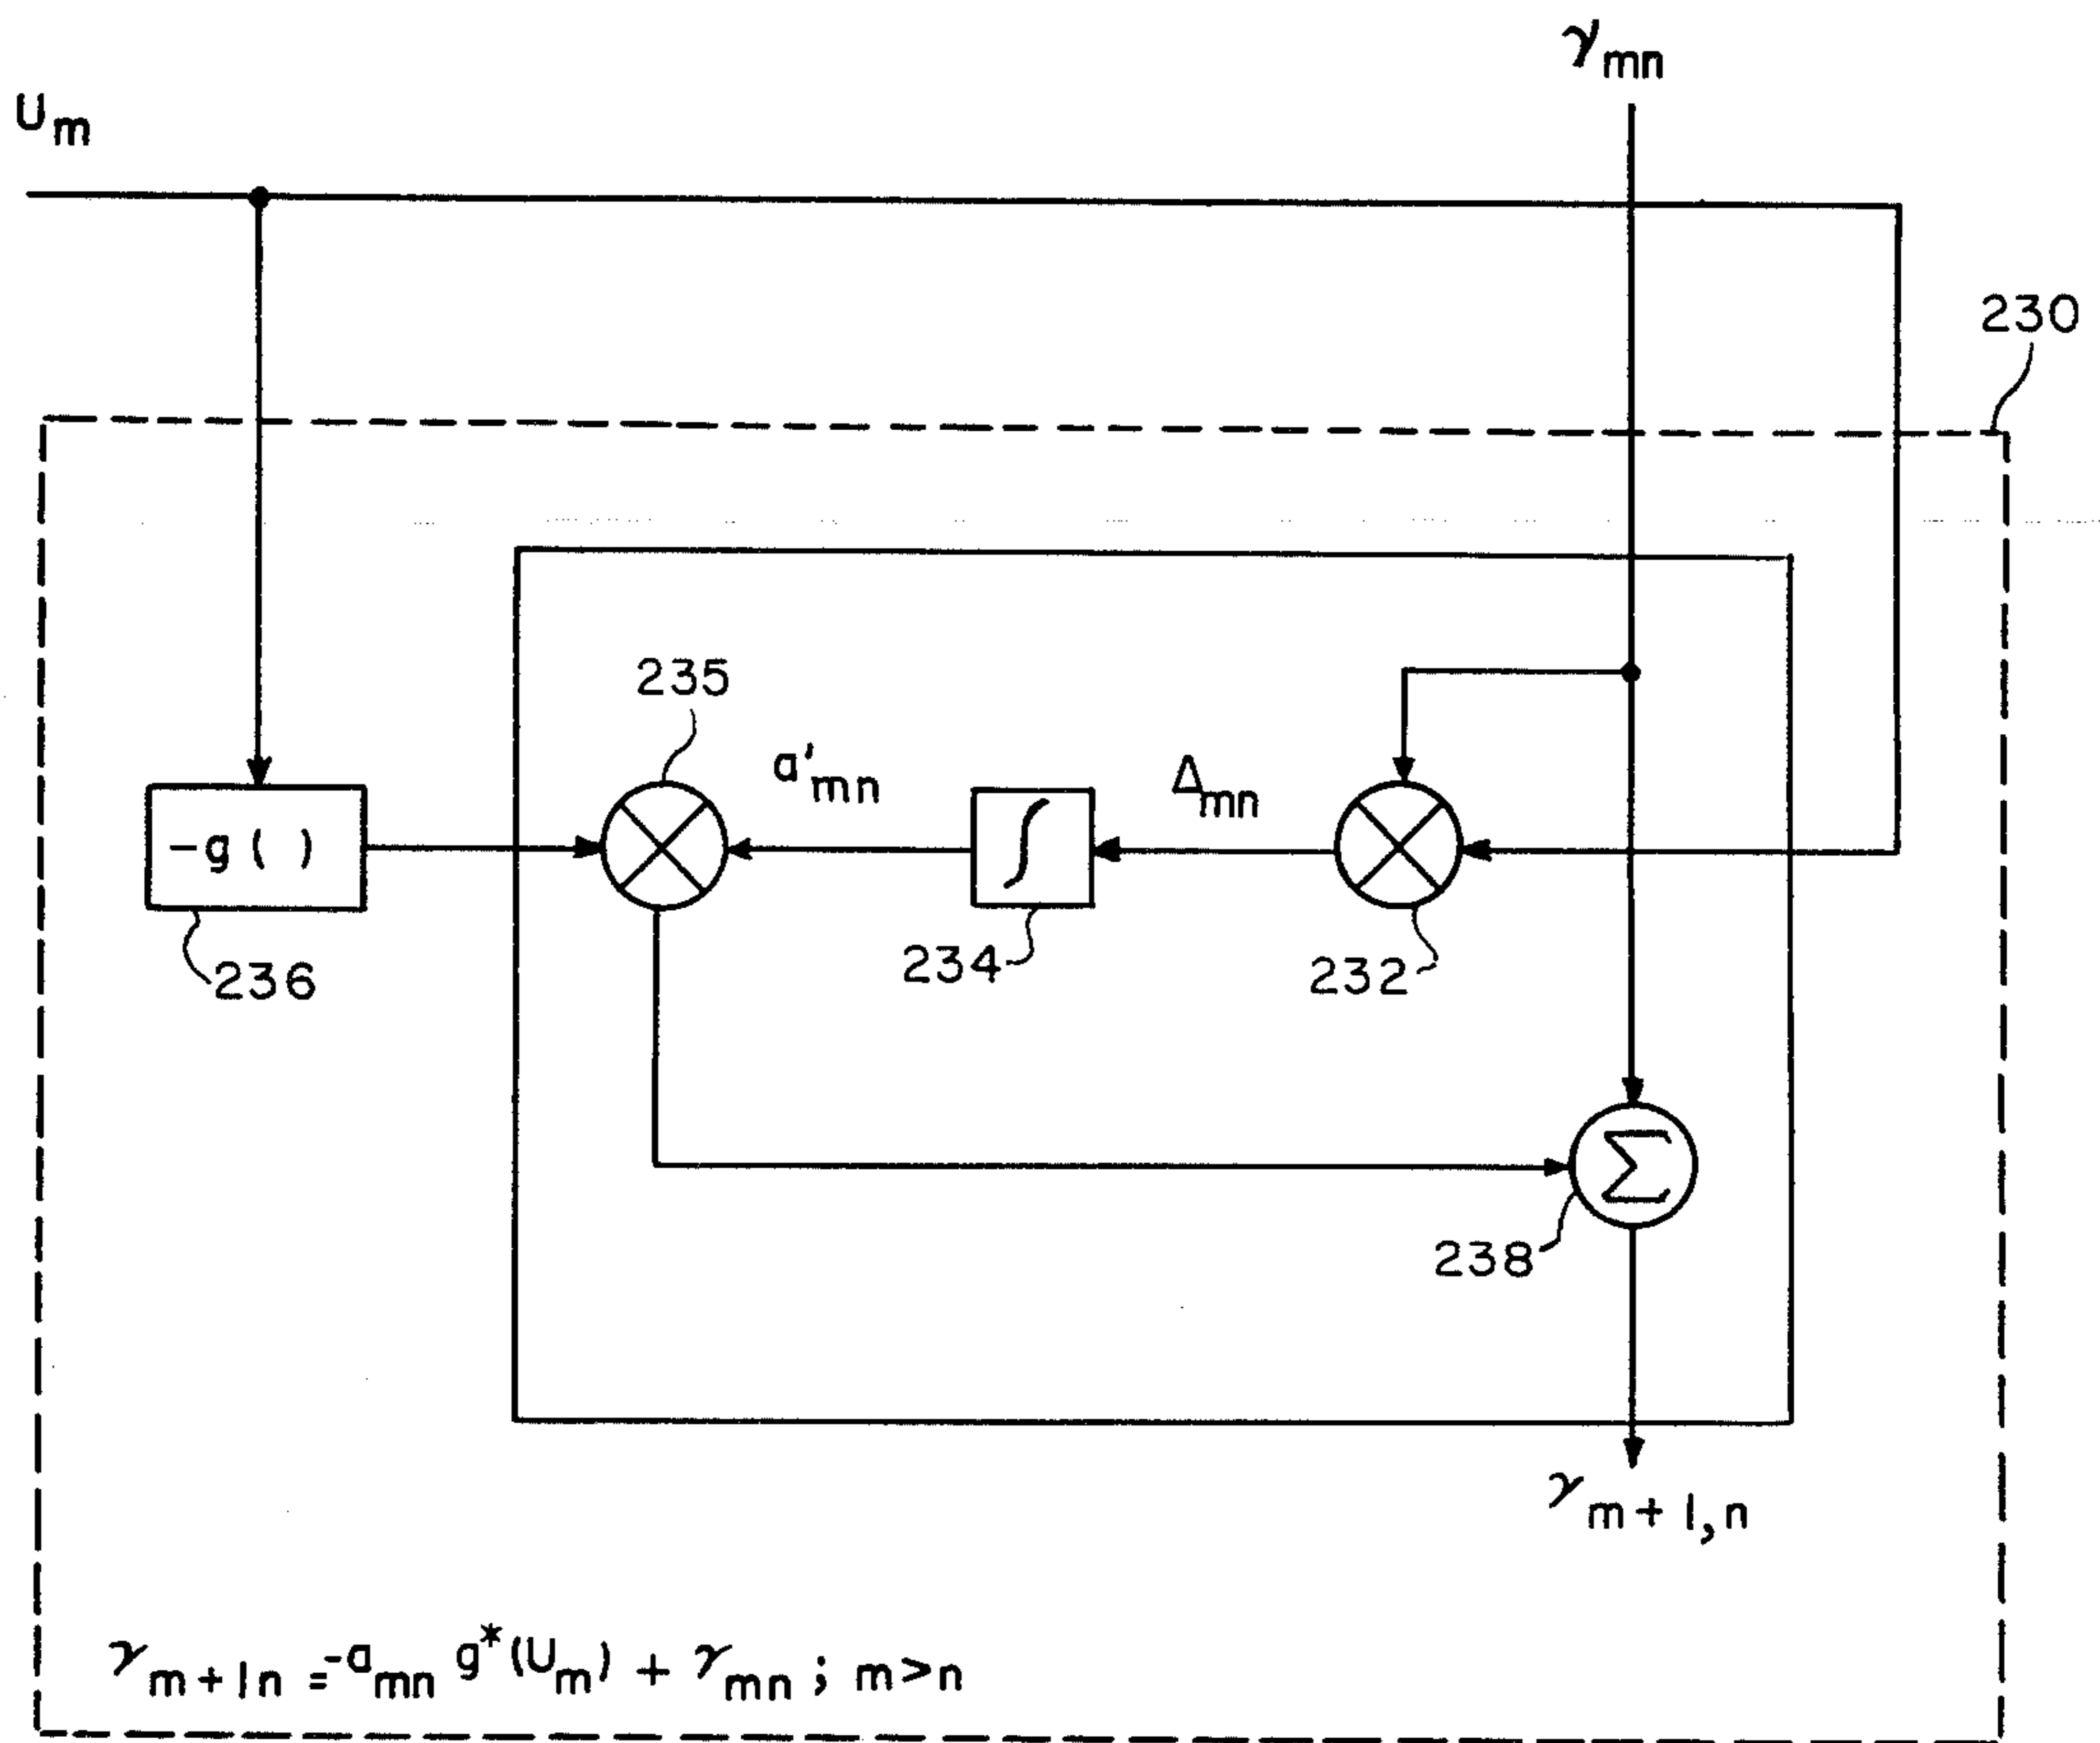 γmn
Um
230
235
a'mn
Δmn
-g ( )
∫
234
232
236
Σ
238
γm+1,n
γm+1n = -amn g*(Um) + γmn ; m>n